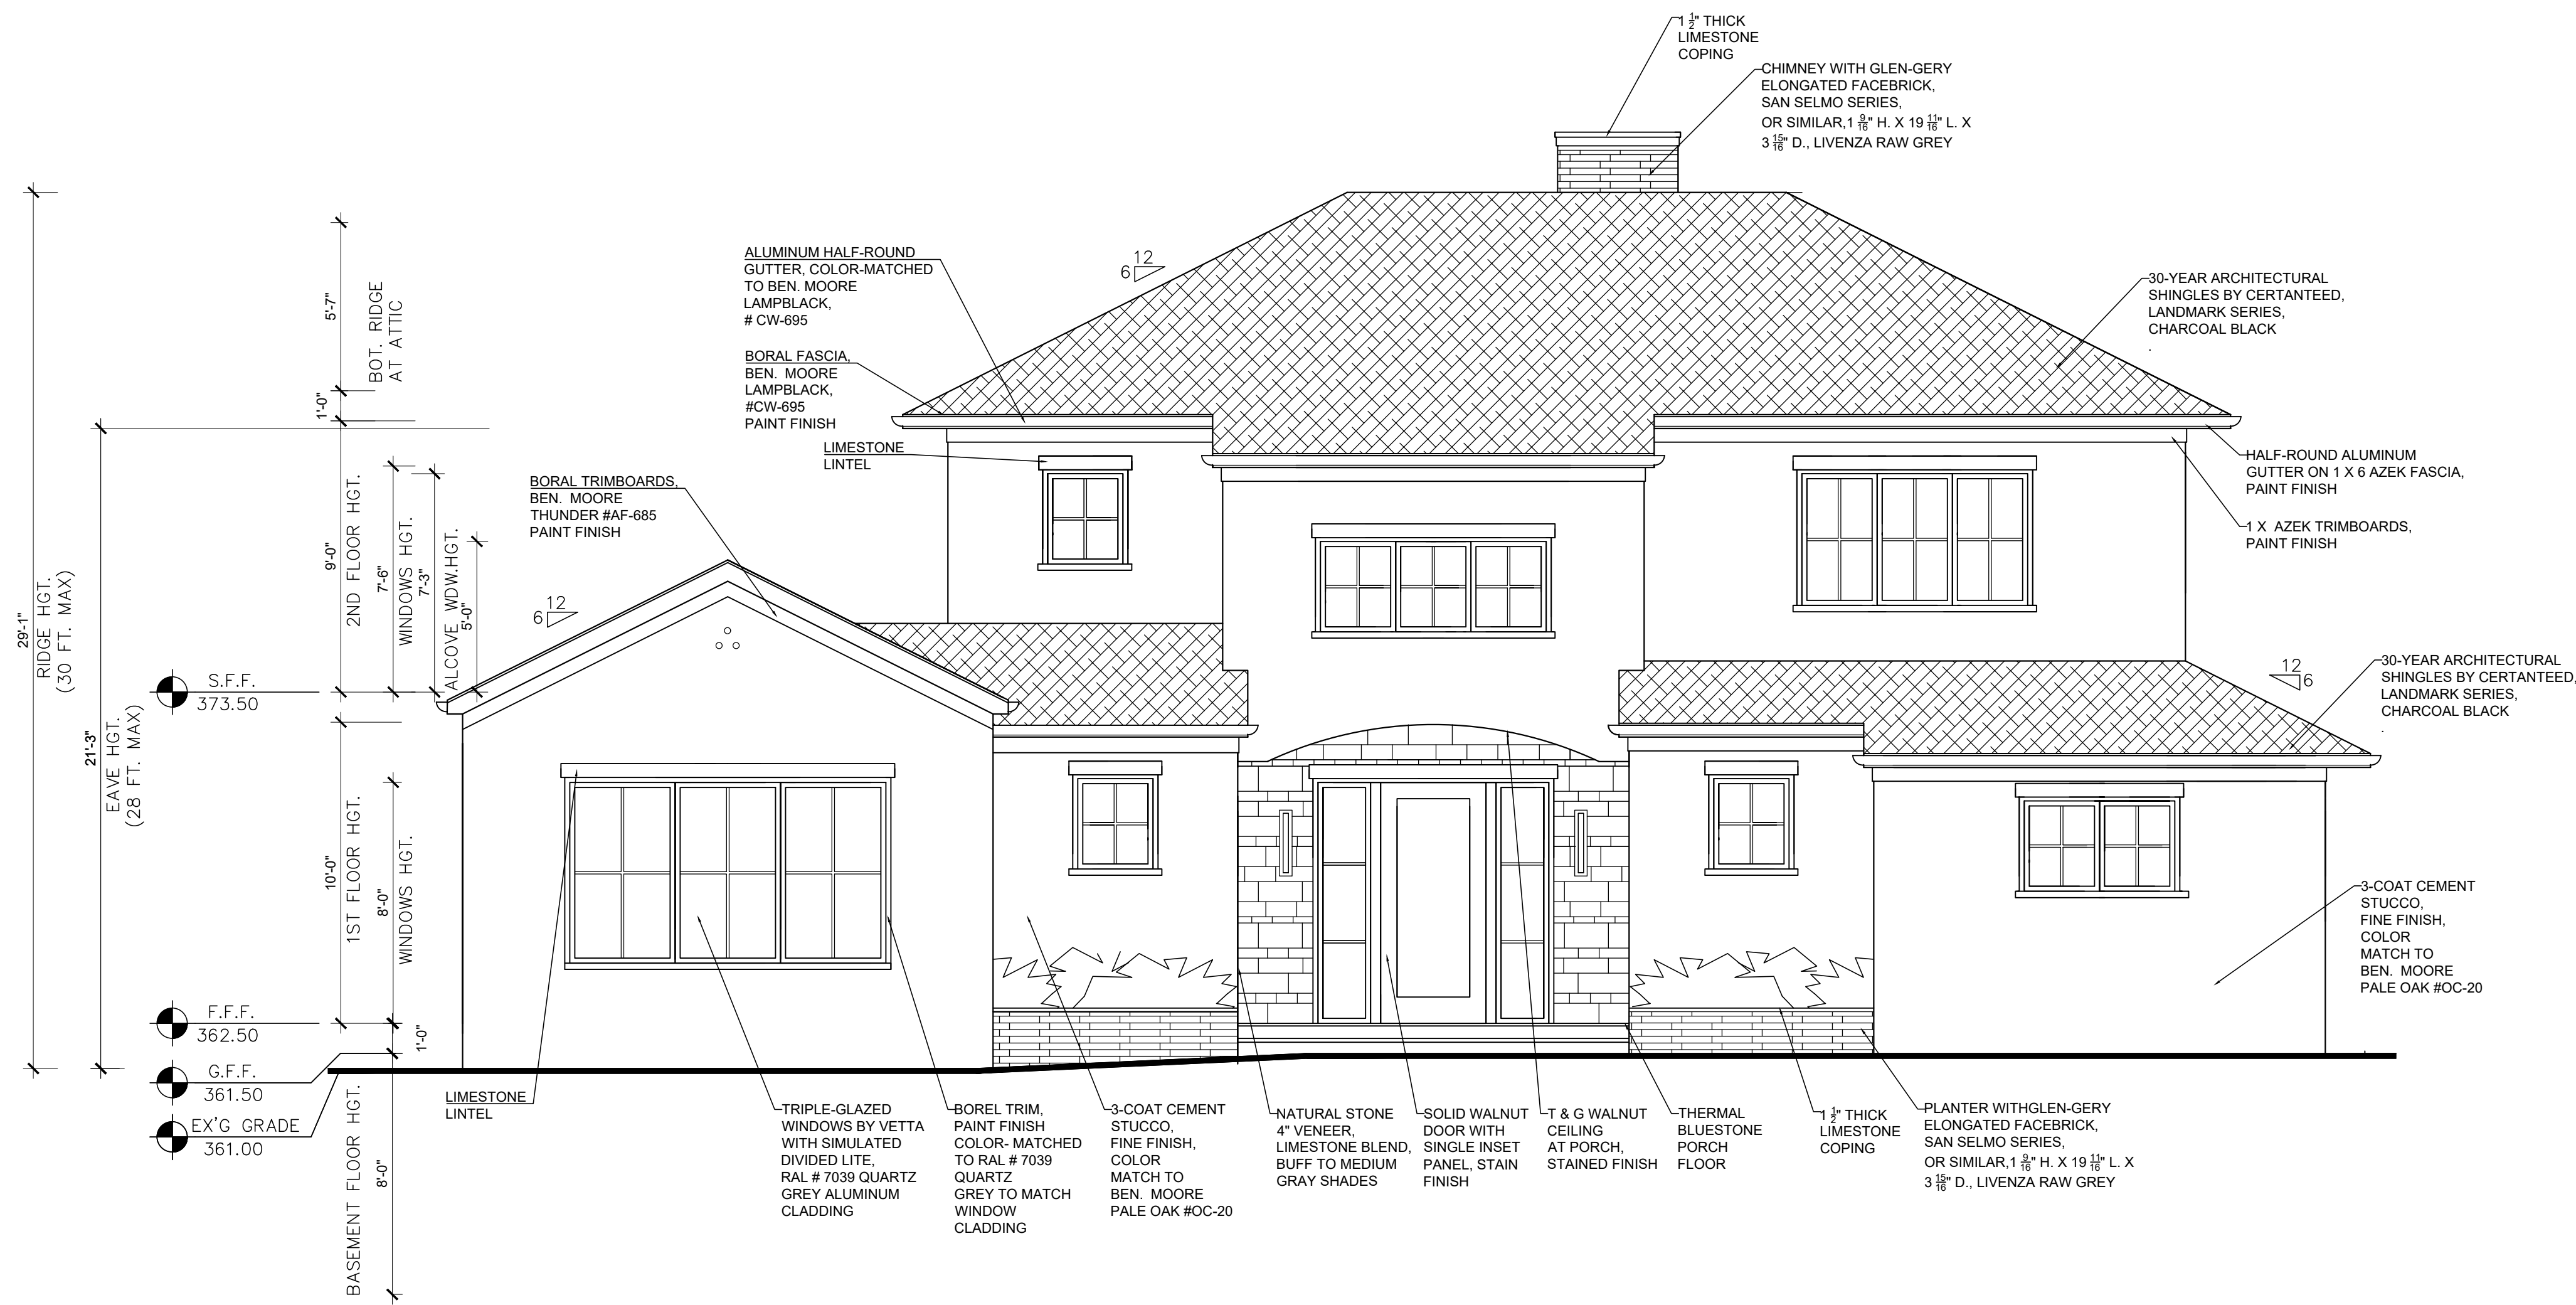 1 1/2" THICK
LIMESTONE
COPING
CHIMNEY WITH GLEN-GERY
ELONGATED FACEBRICK,
SAN SELMO SERIES,
OR SIMILAR,1 9/16" H. X 19 11/16" L. X
3 15/16" D., LIVENZA RAW GREY
ALUMINUM HALF-ROUND
GUTTER, COLOR-MATCHED
TO BEN. MOORE
LAMPBLACK,
# CW-695
BORAL FASCIA,
BEN. MOORE
LAMPBLACK,
#CW-695
PAINT FINISH
LIMESTONE
LINTEL
BORAL TRIMBOARDS,
BEN. MOORE
THUNDER #AF-685
PAINT FINISH
12
6
12
6
12
6
30-YEAR ARCHITECTURAL
SHINGLES BY CERTANTEED,
LANDMARK SERIES,
CHARCOAL BLACK
.
HALF-ROUND ALUMINUM
GUTTER ON 1 X 6 AZEK FASCIA,
PAINT FINISH
1 X AZEK TRIMBOARDS,
PAINT FINISH
30-YEAR ARCHITECTURAL
SHINGLES BY CERTANTEED,
LANDMARK SERIES,
CHARCOAL BLACK
.
3-COAT CEMENT
STUCCO,
FINE FINISH,
COLOR
MATCH TO
BEN. MOORE
PALE OAK #OC-20
29'-1"
RIDGE HGT.
(30 FT. MAX)
21'-3"
EAVE HGT.
(28 FT. MAX)
5'-7"
BOT. RIDGE
AT ATTIC
1'-0"
9'-0"
2ND FLOOR HGT.
7'-6"
WINDOWS HGT.
7'-3"
ALCOVE WDW.HGT.
5'-0"
S.F.F.
373.50
10'-0"
1ST FLOOR HGT.
8'-0"
WINDOWS HGT.
F.F.F.
362.50
1'-0"
G.F.F.
361.50
EX'G GRADE
361.00
BASEMENT FLOOR HGT.
8'-0"
LIMESTONE
LINTEL
TRIPLE-GLAZED
WINDOWS BY VETTA
WITH SIMULATED
DIVIDED LITE,
RAL # 7039 QUARTZ
GREY ALUMINUM
CLADDING
BOREL TRIM,
PAINT FINISH
COLOR- MATCHED
TO RAL # 7039
QUARTZ
GREY TO MATCH
WINDOW
CLADDING
3-COAT CEMENT
STUCCO,
FINE FINISH,
COLOR
MATCH TO
BEN. MOORE
PALE OAK #OC-20
NATURAL STONE
4" VENEER,
LIMESTONE BLEND,
BUFF TO MEDIUM
GRAY SHADES
SOLID WALNUT
DOOR WITH
SINGLE INSET
PANEL, STAIN
FINISH
T & G WALNUT
CEILING
AT PORCH,
STAINED FINISH
THERMAL
BLUESTONE
PORCH
FLOOR
1 1/2" THICK
LIMESTONE
COPING
PLANTER WITHGLEN-GERY
ELONGATED FACEBRICK,
SAN SELMO SERIES,
OR SIMILAR,1 9/16" H. X 19 11/16" L. X
3 15/16" D., LIVENZA RAW GREY